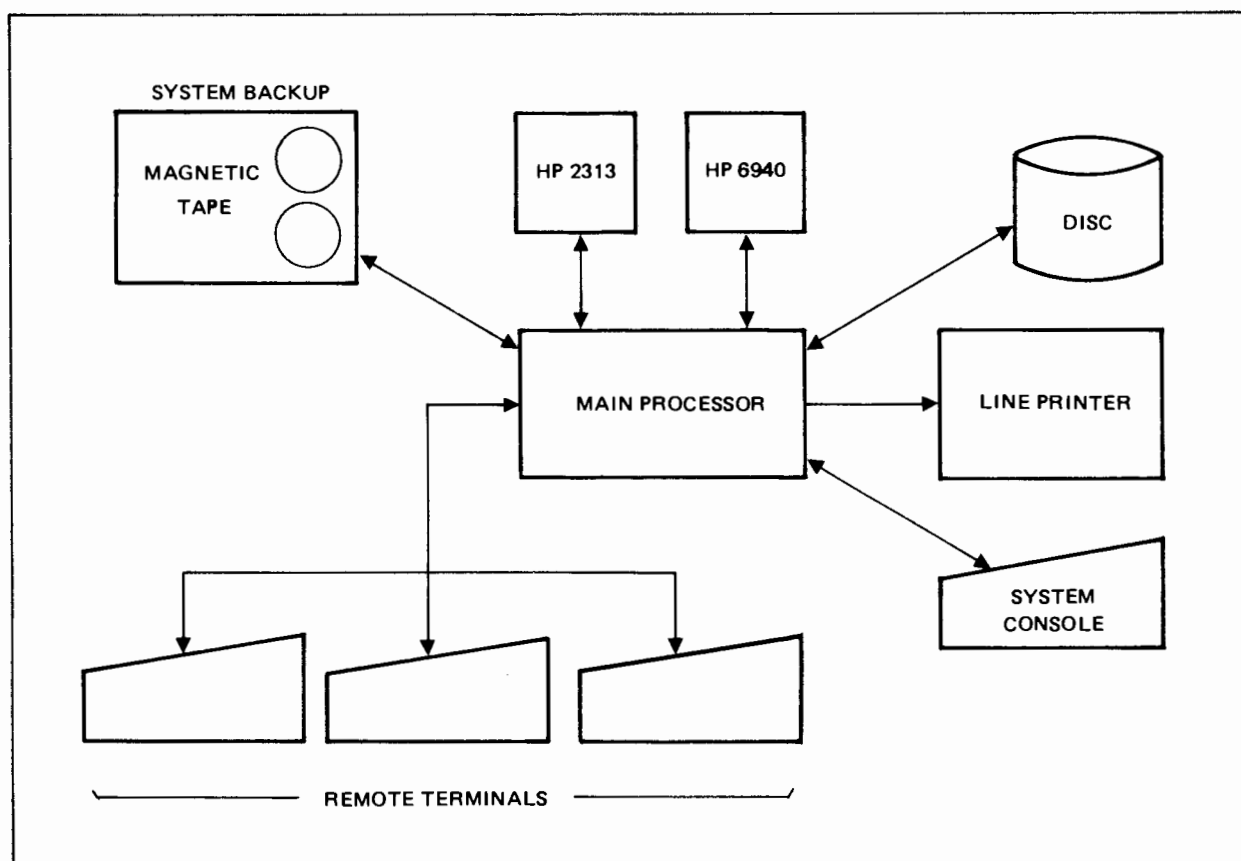 SYSTEM BACKUP
MAGNETIC
TAPE
HP 2313
HP 6940
DISC
MAIN PROCESSOR
LINE PRINTER
SYSTEM
CONSOLE
REMOTE TERMINALS